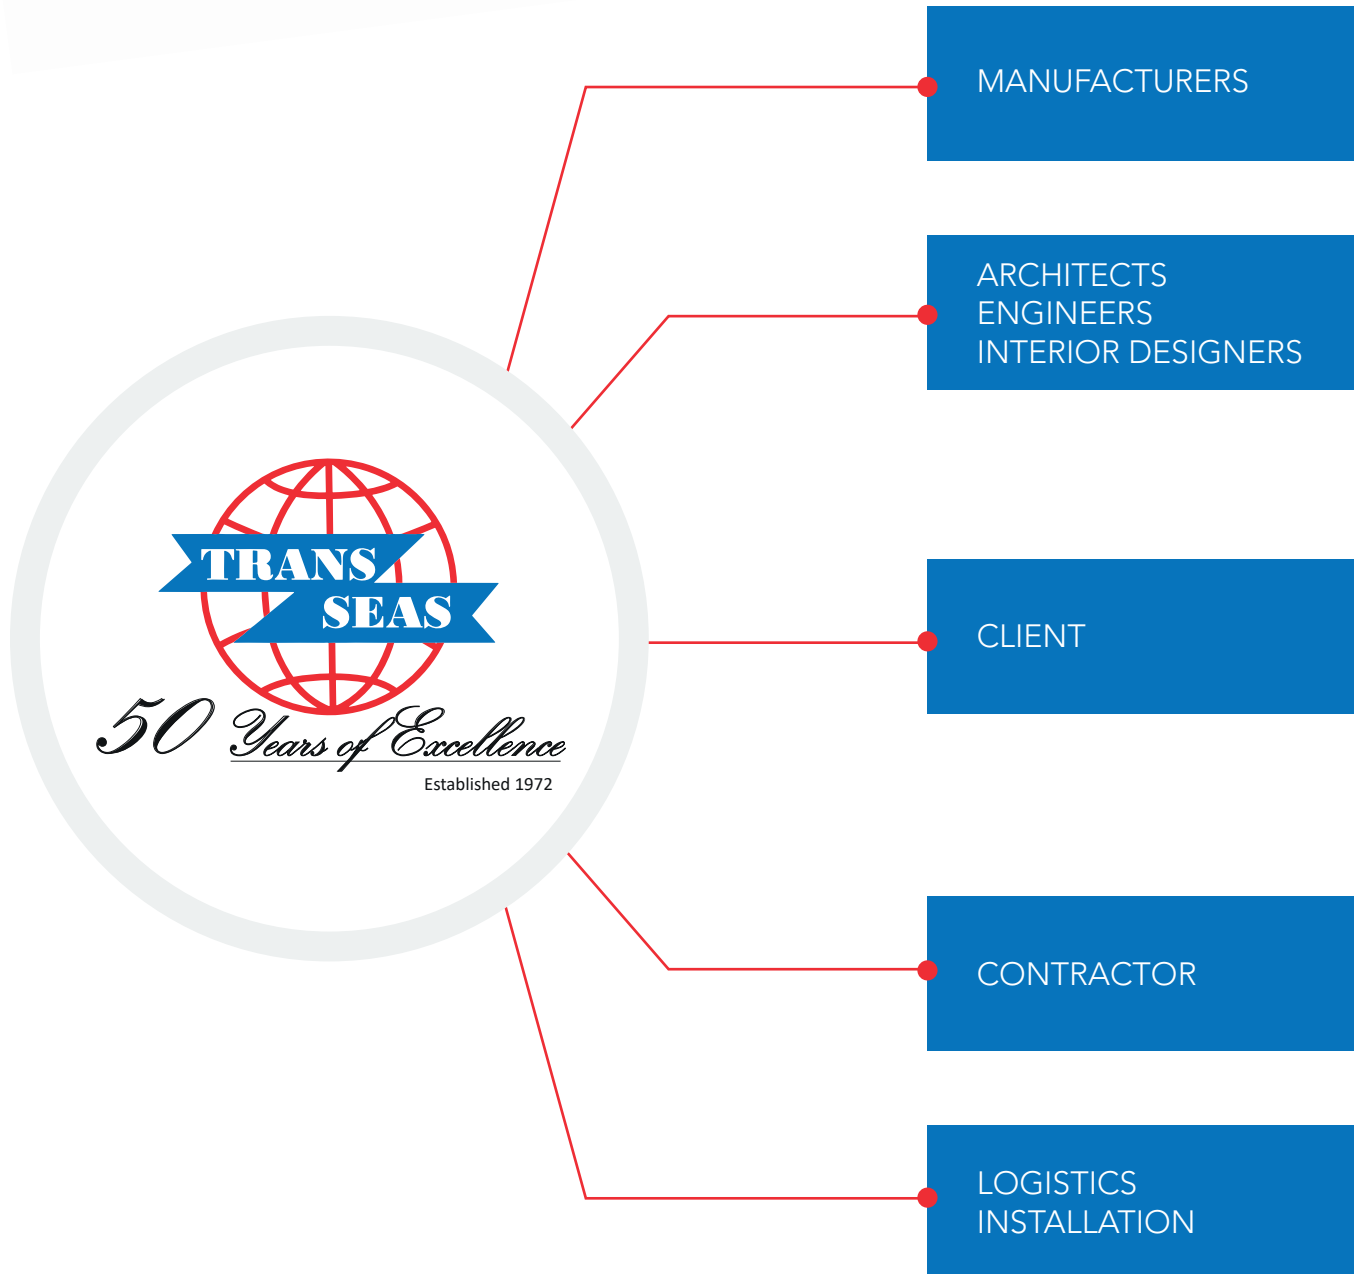 MANUFACTURERS
ARCHITECTS
ENGINEERS
INTERIOR DESIGNERS
TRANS
SEAS
50 Years of Excellence
Established 1972
CLIENT
CONTRACTOR
LOGISTICS
INSTALLATION